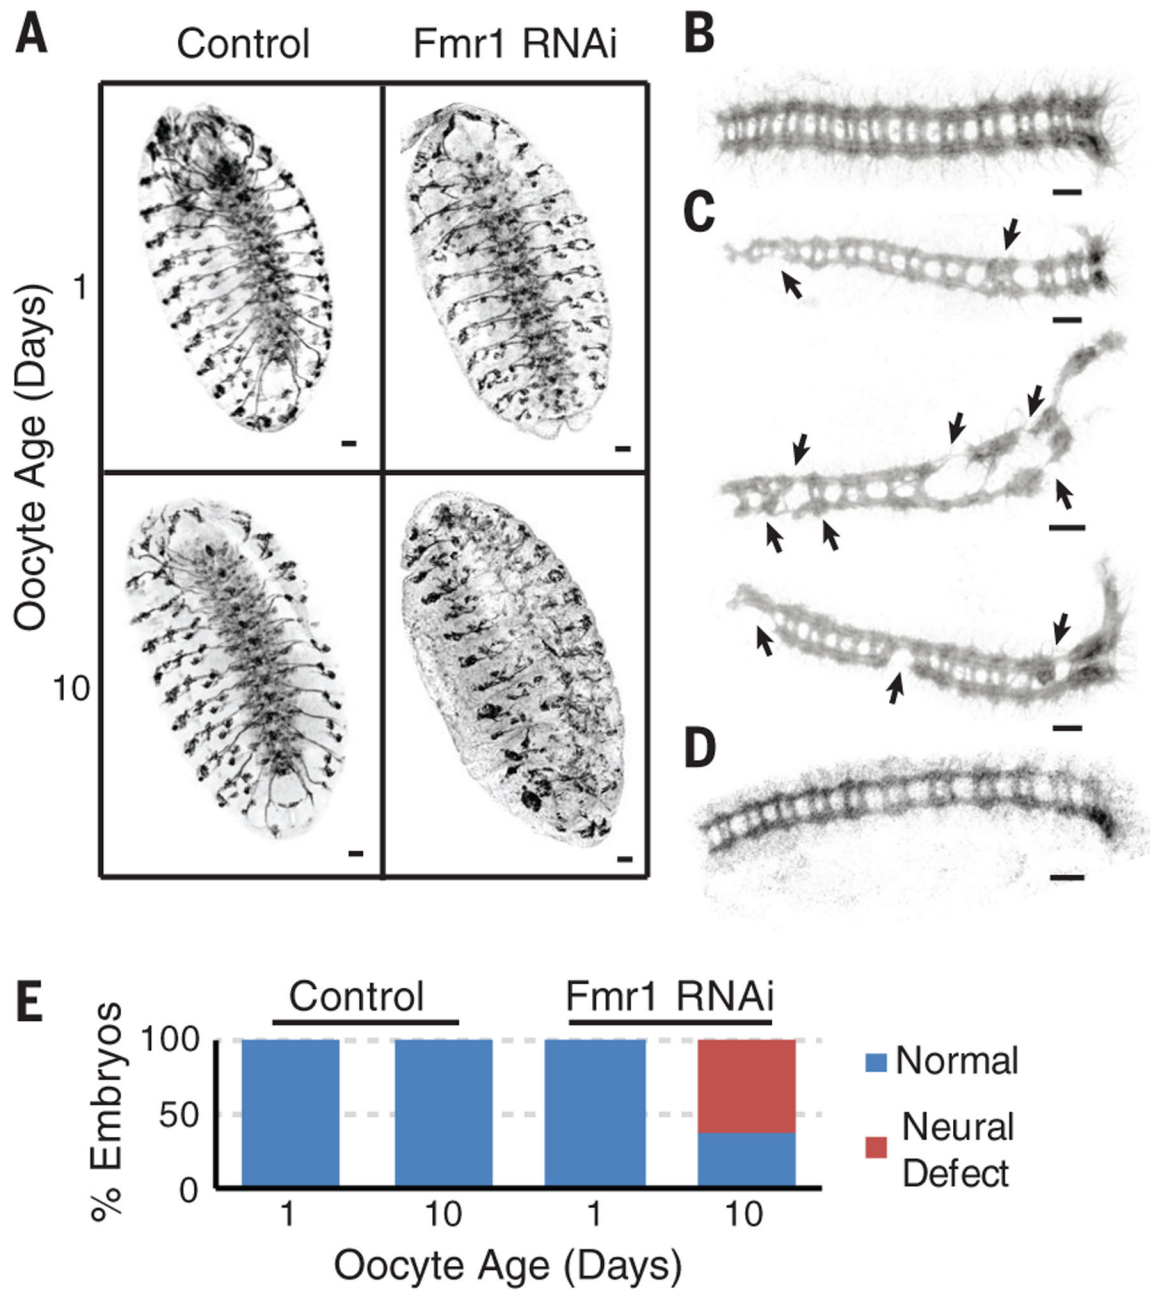 A
Control
Fmr1 RNAi
B
C
D
Oocyte Age (Days)
1
10
E
Control
Fmr1 RNAi
% Embryos
100
50
0
1
10
1
10
Oocyte Age (Days)
Normal
Neural
Defect